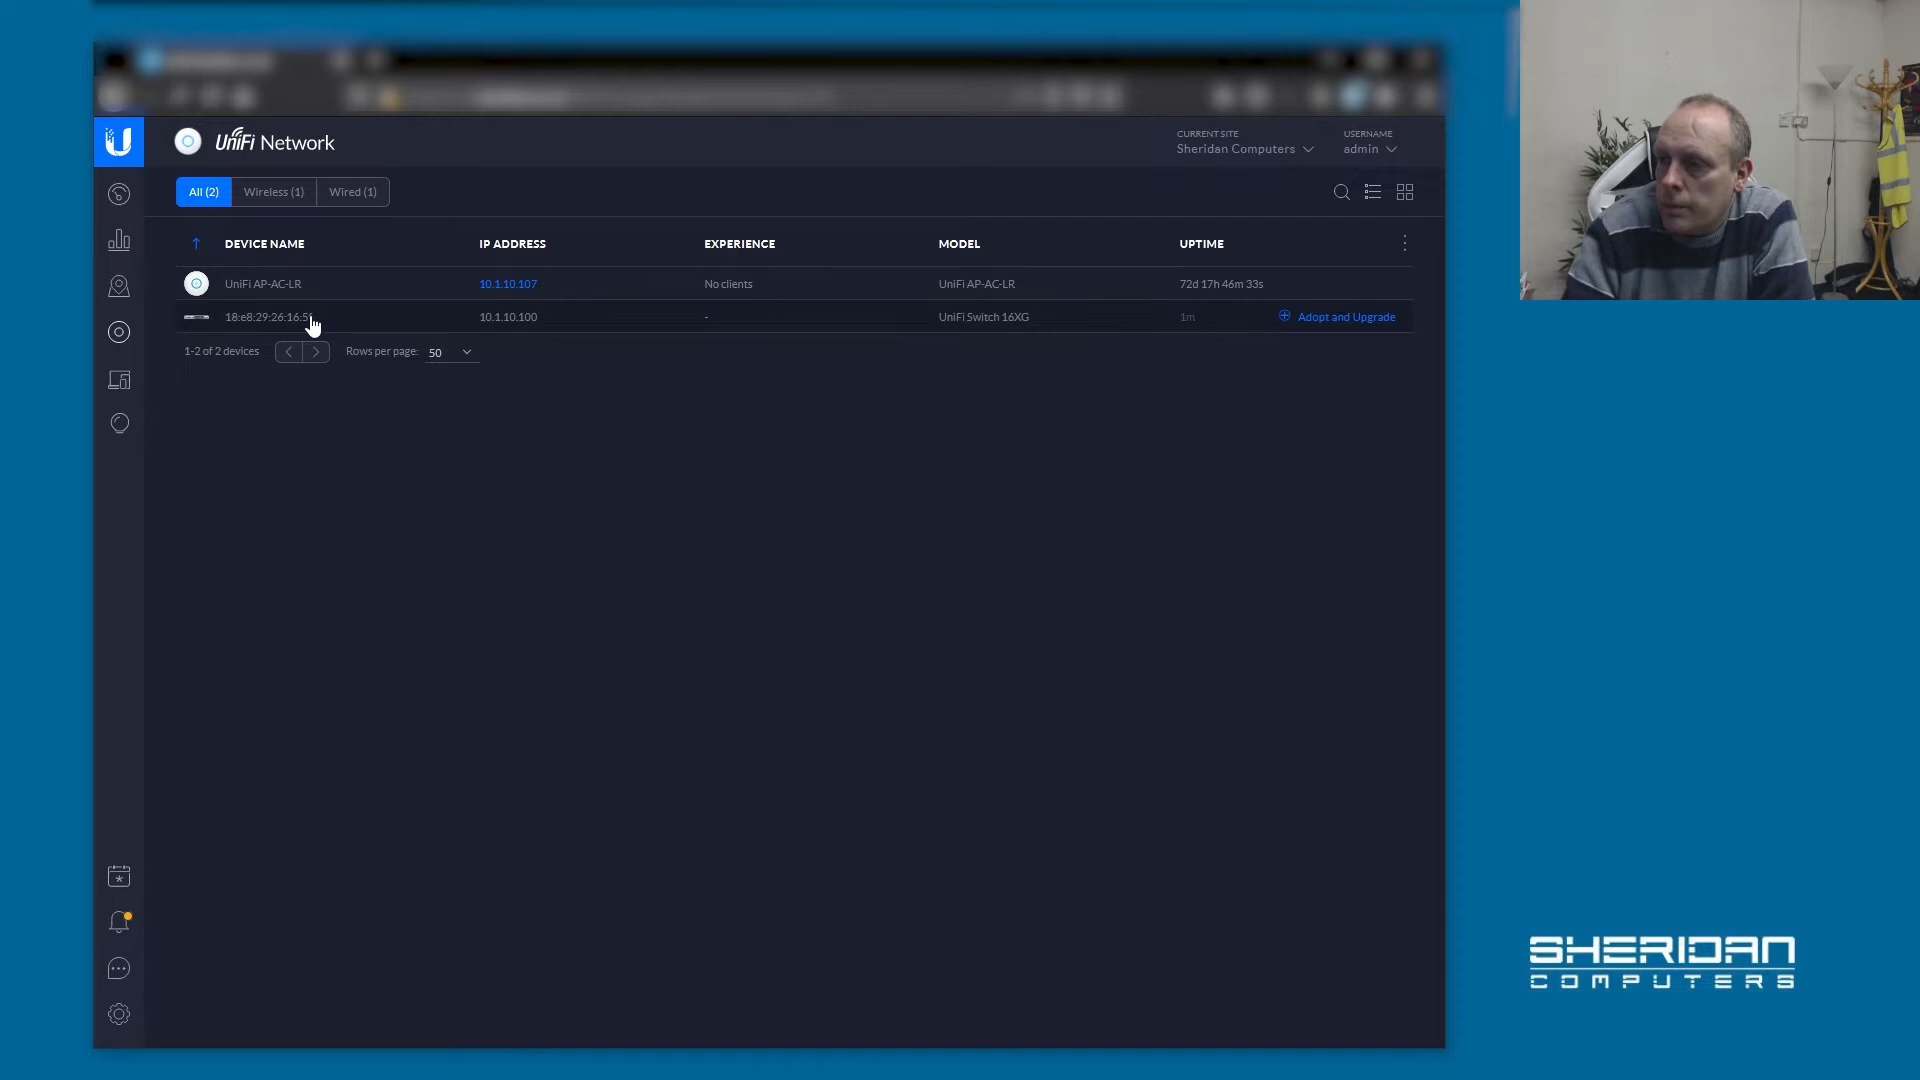 UniFi Network
CURRENT SITE
Sheridan Computers
USERNAME
admin
All (2)
Wireless (1)
Wired (1)
DEVICE NAME
IP ADDRESS
EXPERIENCE
MODEL
UPTIME
UniFi AP-AC-LR
10.1.10.107
No clients
UniFi AP-AC-LR
72d 17h 46m 33s
10.1.10.100
-
UniFi Switch 16XG
1m
Adopt and Upgrade
1-2 of 2 devices
Rows per page:
50
SHERIDAN
COMPUTERS